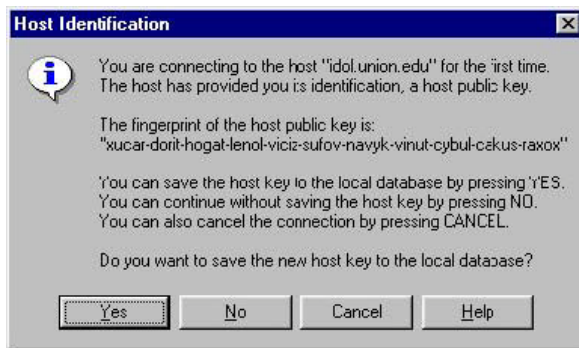 Host Identification
You are connecting to the host "idol.union.edu" for the first time.
The host has provided you its identification, a host public key.
The fingerprint of the host public key is:
"xucar-dorit-hogat-lenol-viciz-sufov-navyk-vinut-cybul-cakus-raxox"
You can save the host key to the local database by pressing YES.
You can continue without saving the host key by pressing NO.
You can also cancel the connection by pressing CANCEL.
Do you want to save the new host key to the local database?
Yes No Cancel Help